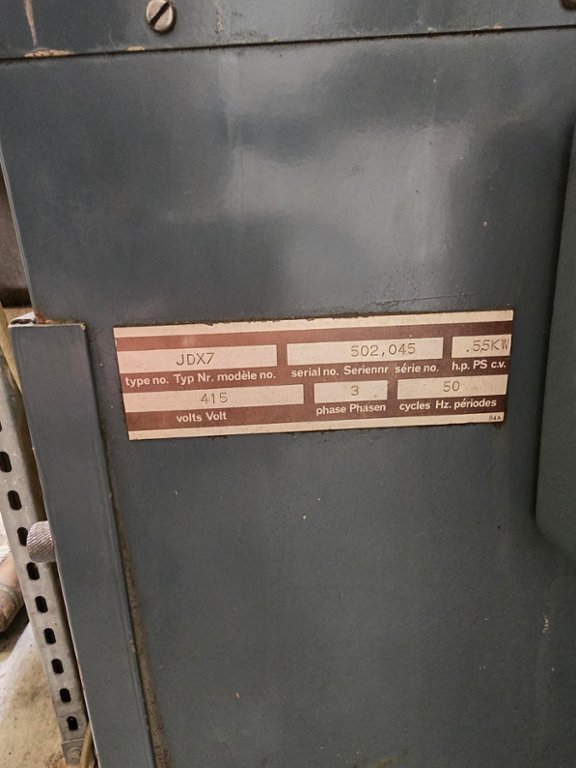 JDX7 502,045 .55KW
type no. Typ Nr. modèle no. serial no. Seriennr série no. h.p. PS c.v.
415 3 50
volts Volt phase Phasen cycles Hz. périodes
84A